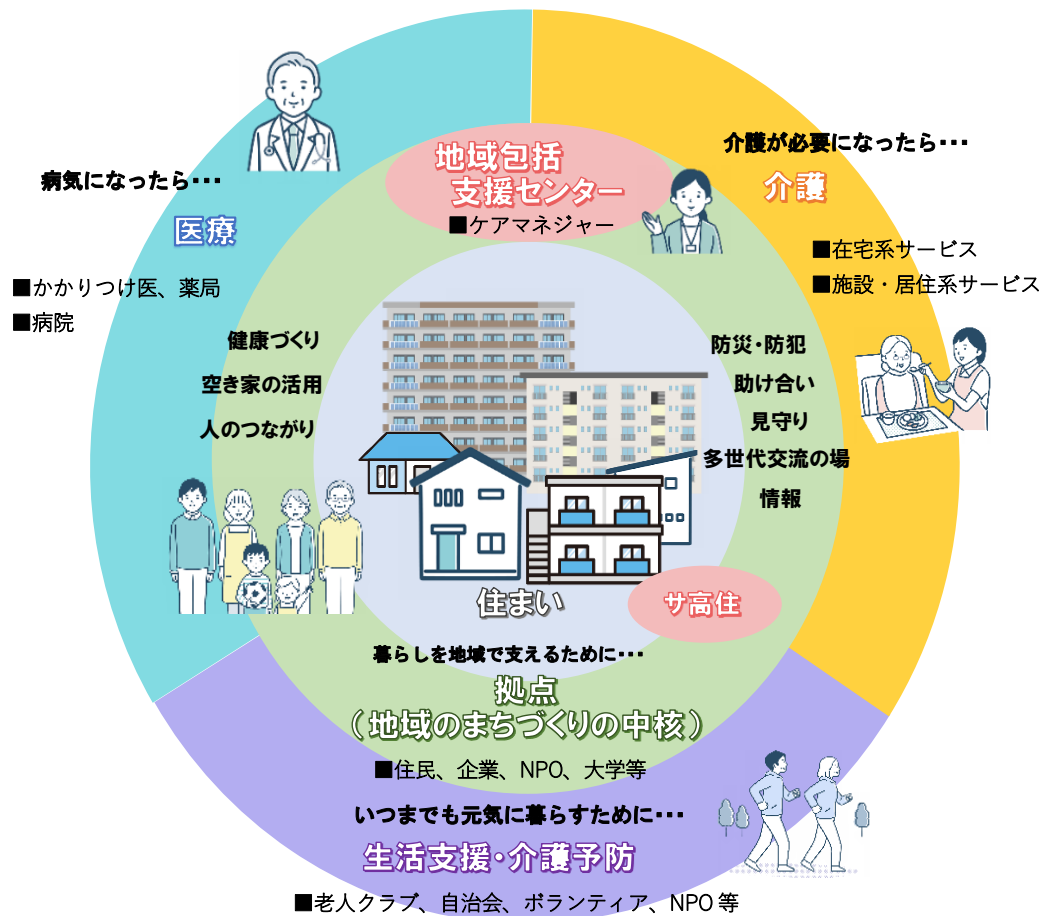 地域包括
支援センター
■ケアマネジャー
病気になったら･･･
医療
■かかりつけ医、薬局
■病院
介護が必要になったら･･･
介護
■在宅系サービス
■施設・居住系サービス
健康づくり
空き家の活用
人のつながり
防災・防犯
助け合い
見守り
多世代交流の場
情報
住まい
サ高住
暮らしを地域で支えるために･･･
拠点
（地域のまちづくりの中核）
■住民、企業、NPO、大学等
いつまでも元気に暮らすために･･･
生活支援・介護予防
■老人クラブ、自治会、ボランティア、NPO 等